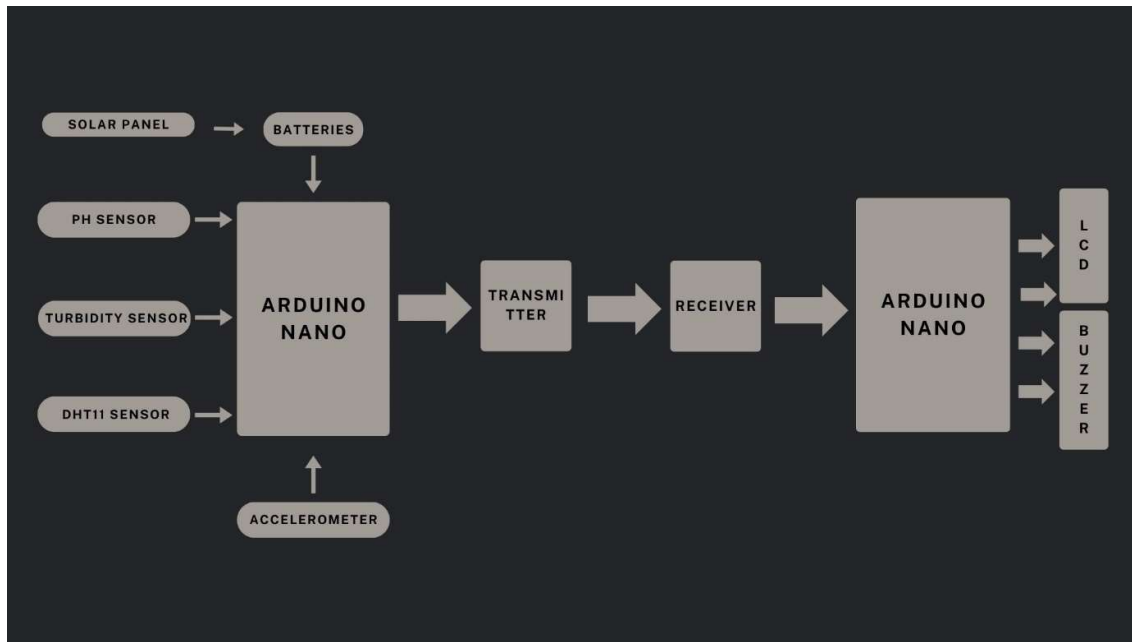 SOLAR PANEL
BATTERIES
PH SENSOR
TURBIDITY SENSOR
DHT11 SENSOR
ACCELEROMETER
ARDUINO
NANO
TRANSMI
TTER
RECEIVER
ARDUINO
NANO
L
C
D
B
U
Z
Z
E
R